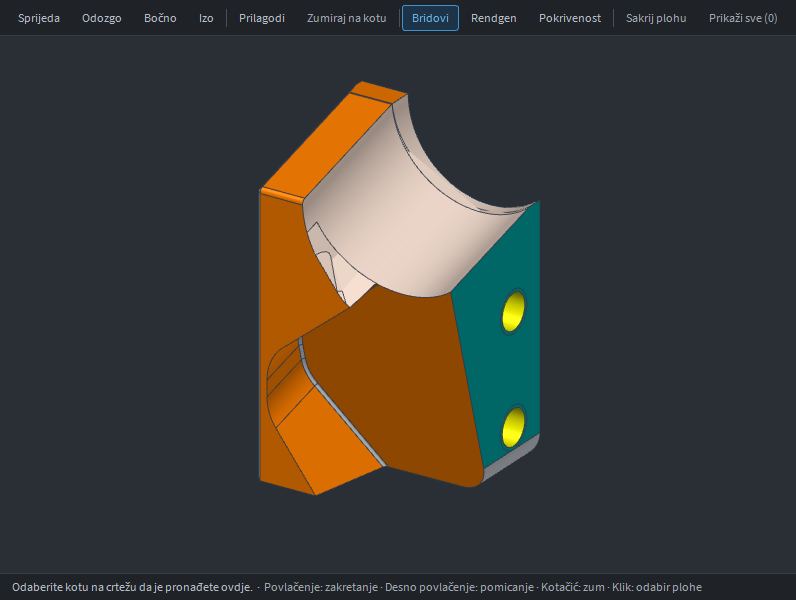 Sprijeda Odozgo Bočno Izo Prilagodi Zumiraj na kotu Bridovi Rendgen Pokrivenost Sakrij plohu Prikaži sve (0)
Odaberite kotu na crtežu da je pronađete ovdje. · Povlačenje: zakretanje · Desno povlačenje: pomicanje · Kotačić: zum · Klik: odabir plohe